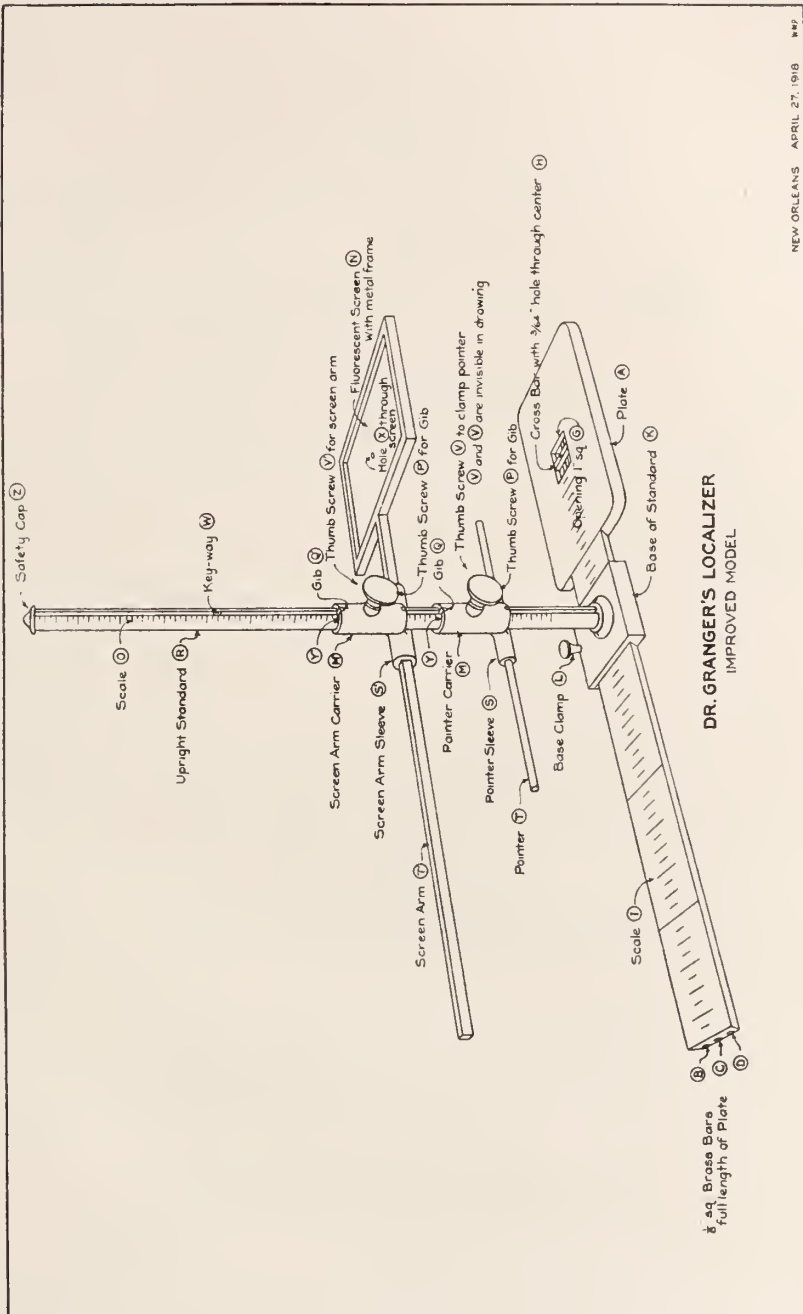 Safety Cap Z
Scale O
Key-way W
Upright Standard R
Screen Arm Carrier M
Y
Gib Q
Thumb Screw V' for screen arm
Hole X through
screen
Fluorescent Screen N
with metal frame
Thumb Screw P for Gib
Screen Arm Sleeve S
Screen Arm T
Y
Gib Q
Thumb Screw V to clamp pointer
V and V are invisible in drawing
Thumb Screw P for Gib
Pointer Carrier
M
Pointer Sleeve S
Pointer T
Cross Bar with 3/64" hole through center H
Opening 1" sq G
Plate A
Base of Standard K
Base Clamp L
Scale I
B
C
D
1/8" sq Brass Bars
full length of Plate
DR. GRANGER'S LOCALIZER
IMPROVED MODEL
NEW ORLEANS APRIL 27, 1918